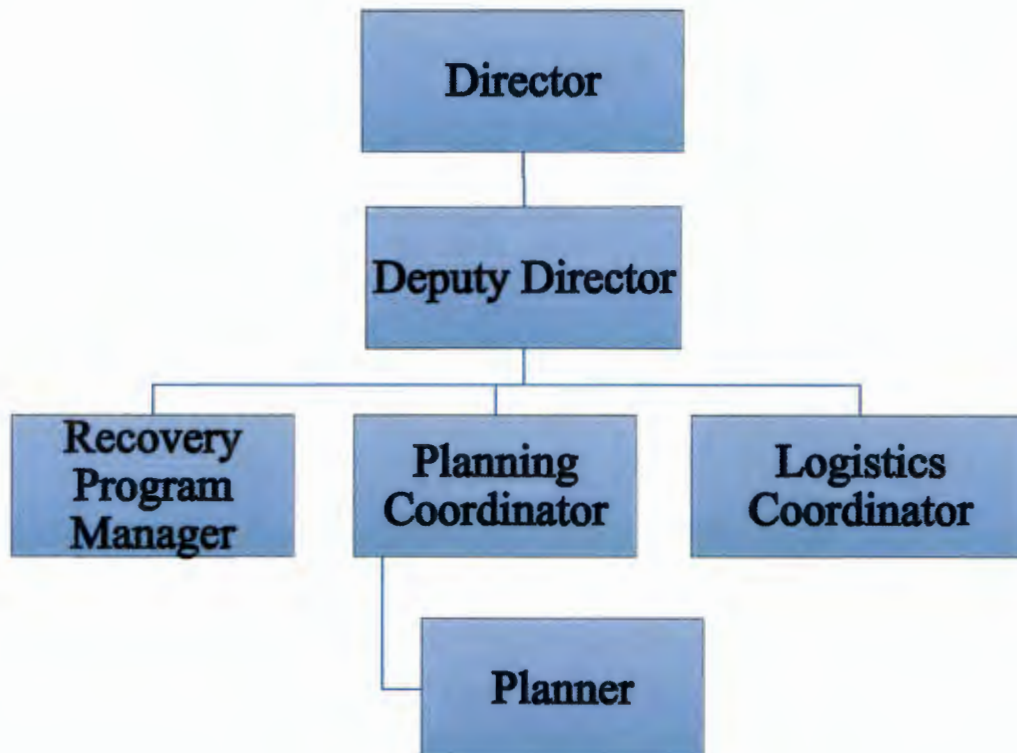 Director
Deputy Director
Recovery
Program
Manager
Planning
Coordinator
Logistics
Coordinator
Planner